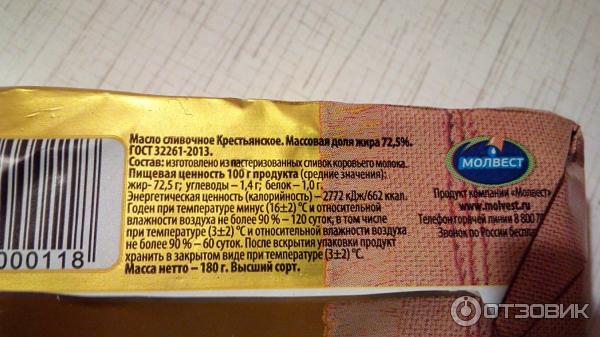 Масло сливочное Крестьянское. Массовая доля жира 72,5%.
ГОСТ 32261-2013.
Состав: изготовлено из пастеризованных сливок коровьего молока.
Пищевая ценность 100 г продукта (средние значения):
жир- 72,5 г; углеводы – 1,4 г; белок – 1,0 г.
Энергетическая ценность (калорийность) – 2772 кДж/662 ккал.
Годен при температуре минус (16±2) °С и относительной
влажности воздуха не более 90 % – 120 суток, в том числе
при температуре (3±2) °С и относительной влажности воздуха
не более 90 % – 60 суток. После вскрытия упаковки продукт
хранить в закрытом виде при температуре (3±2) °С.
Масса нетто – 180 г. Высший сорт.
000118
МОЛВЕСТ
Продукт компании «Молвест»
www.molvest.ru
Телефон горячей линии 8 800 70
Звонок по России беспла
ОТЗОВИК